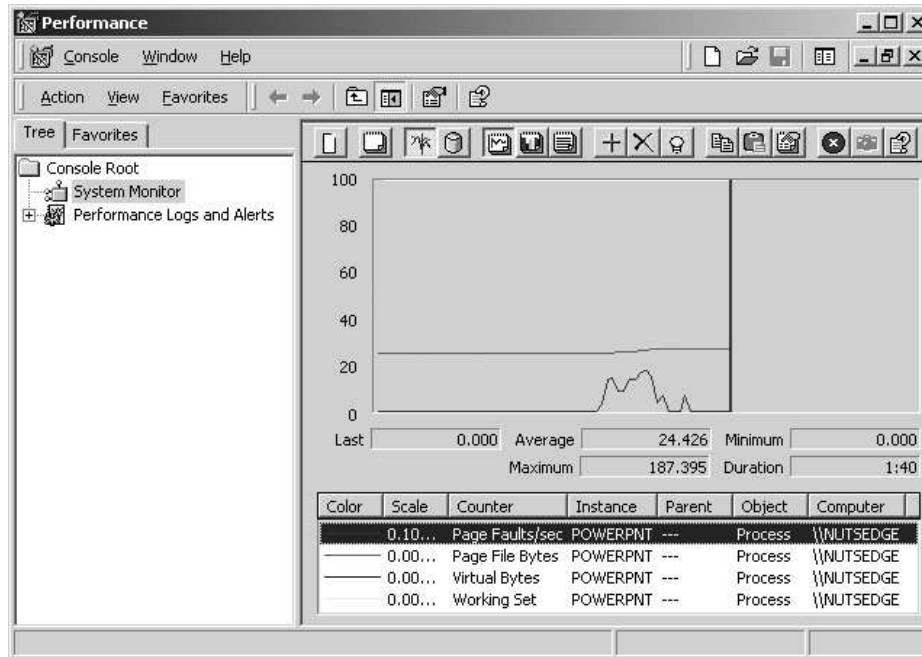 Performance
Console Window Help
Action View Favorites
Tree Favorites
Console Root
System Monitor
Performance Logs and Alerts
100
80
60
40
20
0
Last 0.000 Average 24.426 Minimum 0.000
Maximum 187.395 Duration 1:40
Color Scale Counter Instance Parent Object Computer
0.10... Page Faults/sec POWERPNT --- Process \\NUTSEDGE
0.00... Page File Bytes POWERPNT --- Process \\NUTSEDGE
0.00... Virtual Bytes POWERPNT --- Process \\NUTSEDGE
0.00... Working Set POWERPNT --- Process \\NUTSEDGE